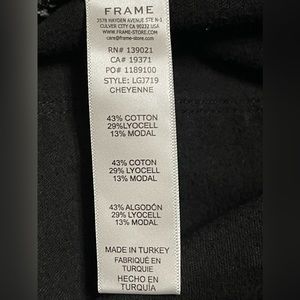 FRAME
3578 HAYDEN AVENUE STE N-1
CULVER CITY CA 90232 USA
WWW.FRAME-STORE.COM
care@frame-store.com
RN# 139021
CA# 19371
PO# 1189100
STYLE: LGJ719
CHEYENNE
43% COTTON
29% LYOCELL
13% MODAL
43% COTON
29% LYOCELL
13% MODAL
43% ALGODÓN
29% LYOCELL
13% MODAL
MADE IN TURKEY
FABRIQUÉ EN
TURQUIE
HECHO EN
TURQUÍA